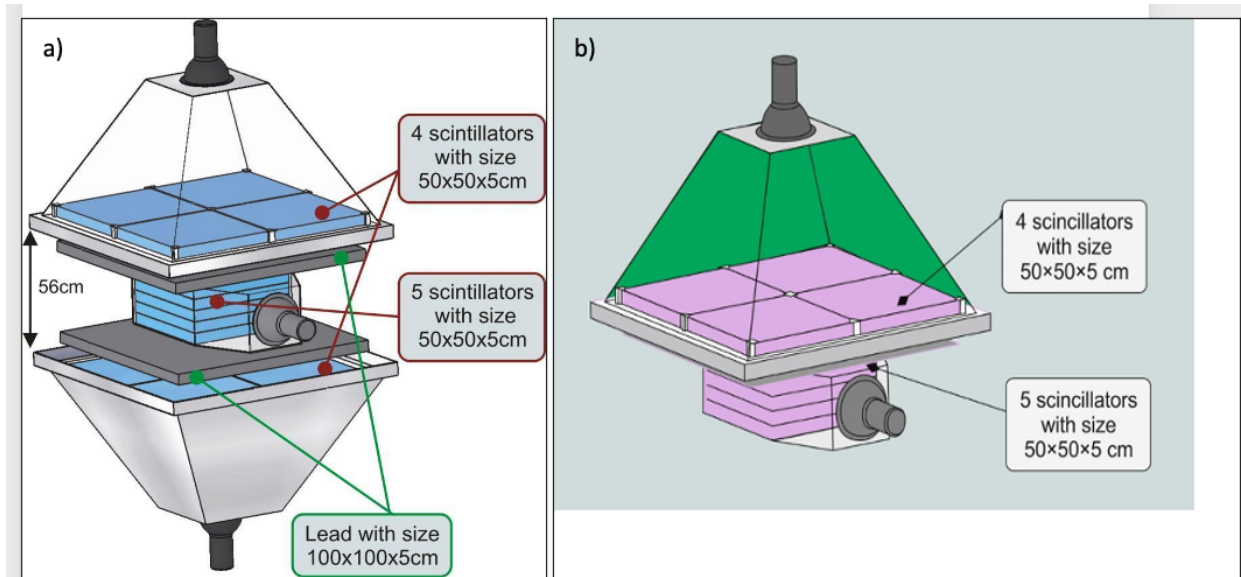 a)
4 scintillators
with size
50x50x5cm
56cm
5 scintillators
with size
50x50x5cm
Lead with size
100x100x5cm
b)
4 scincillators
with size
50×50×5 cm
5 scincillators
with size
50×50×5 cm